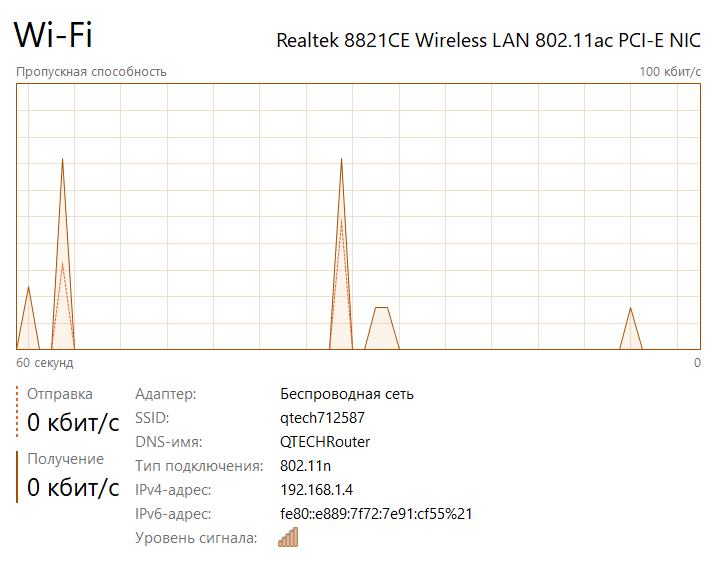 Wi-Fi
Realtek 8821CE Wireless LAN 802.11ac PCI-E NIC
Пропускная способность 100 кбит/с
60 секунд 0
Отправка
0 кбит/с
Получение
0 кбит/с
Адаптер: Беспроводная сеть
SSID: qtech712587
DNS-имя: QTECHRouter
Тип подключения: 802.11n
IPv4-адрес: 192.168.1.4
IPv6-адрес: fe80::e889:7f72:7e91:cf55%21
Уровень сигнала: